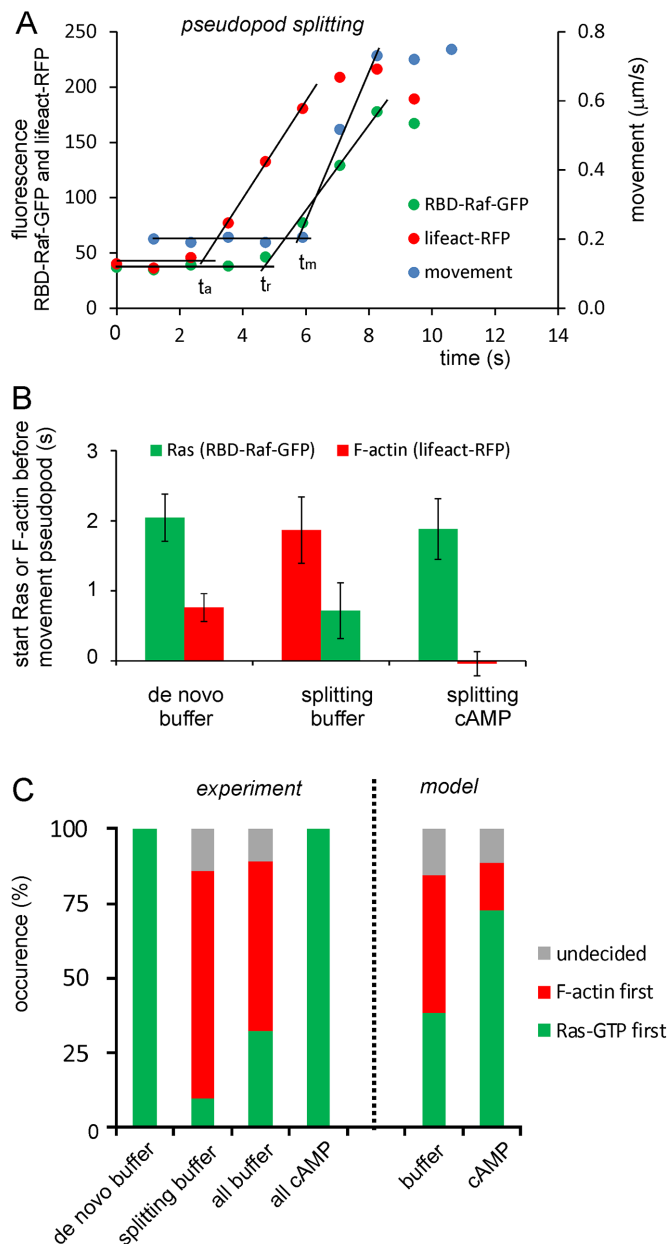 A
pseudopod splitting
fluorescence
RBD-Raf-GFP and lifeact-RFP
250
200
150
100
50
0
0.8
0.6
0.4
0.2
0.0
movement (μm/s)
RBD-Raf-GFP
lifeact-RFP
movement
ta
tr
tm
0 2 4 6 8 10 12 14
time (s)
B
start Ras or F-actin before
movement pseudopod (s)
3
2
1
0
Ras (RBD-Raf-GFP) F-actin (lifeact-RFP)
de novo
buffer
splitting
buffer
splitting
cAMP
C
experiment
model
occurence (%)
100
75
50
25
0
undecided
F-actin first
Ras-GTP first
de novo buffer
splitting buffer
all buffer
all cAMP
buffer
cAMP